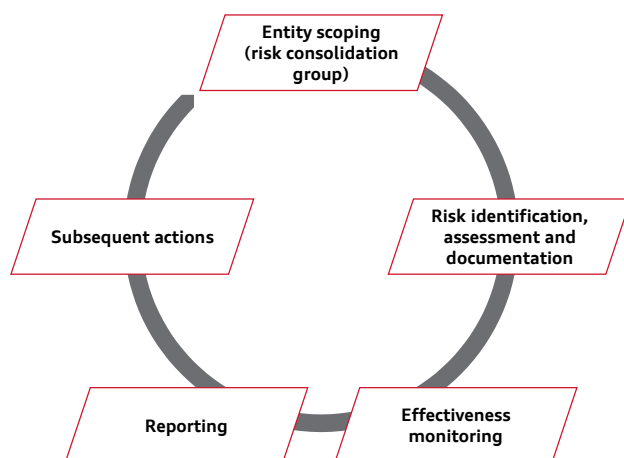 Entity scoping
(risk consolidation
group)
Risk identification,
assessment and
documentation
Effectiveness
monitoring
Reporting
Subsequent actions